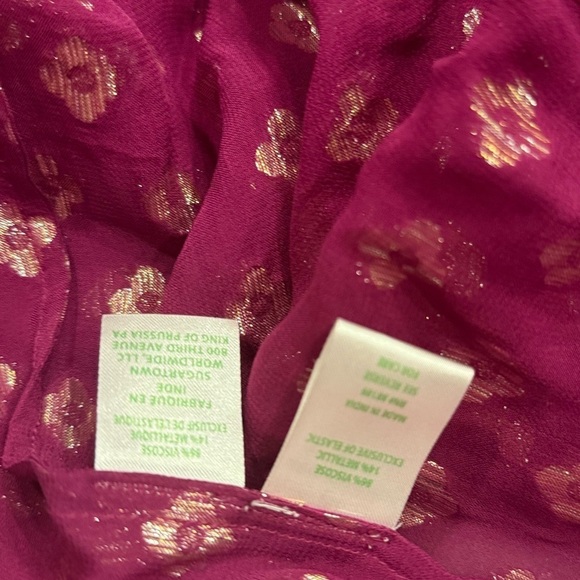 86% VISCOSE
14% METALLIQUE
EXCLUSIF DE L'ELASTIQUE
FABRIQUE EN
INDE
SUGARTOWN
WORLDWIDE, LLC
800 THIRD AVENUE
KING OF PRUSSIA PA
86% VISCOSE
14% METALLIC
EXCLUSIVE OF ELASTIC
MADE IN INDIA
SEE REVERSE
FOR CARE